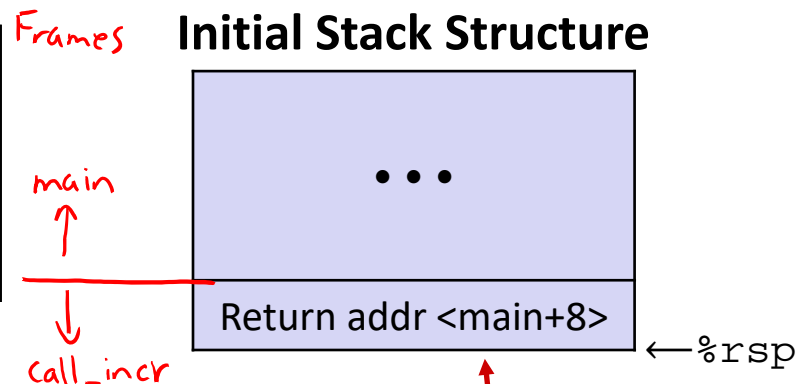 Frames
Initial Stack Structure
• • •
main
Return addr <main+8>
←%rsp
call_incr